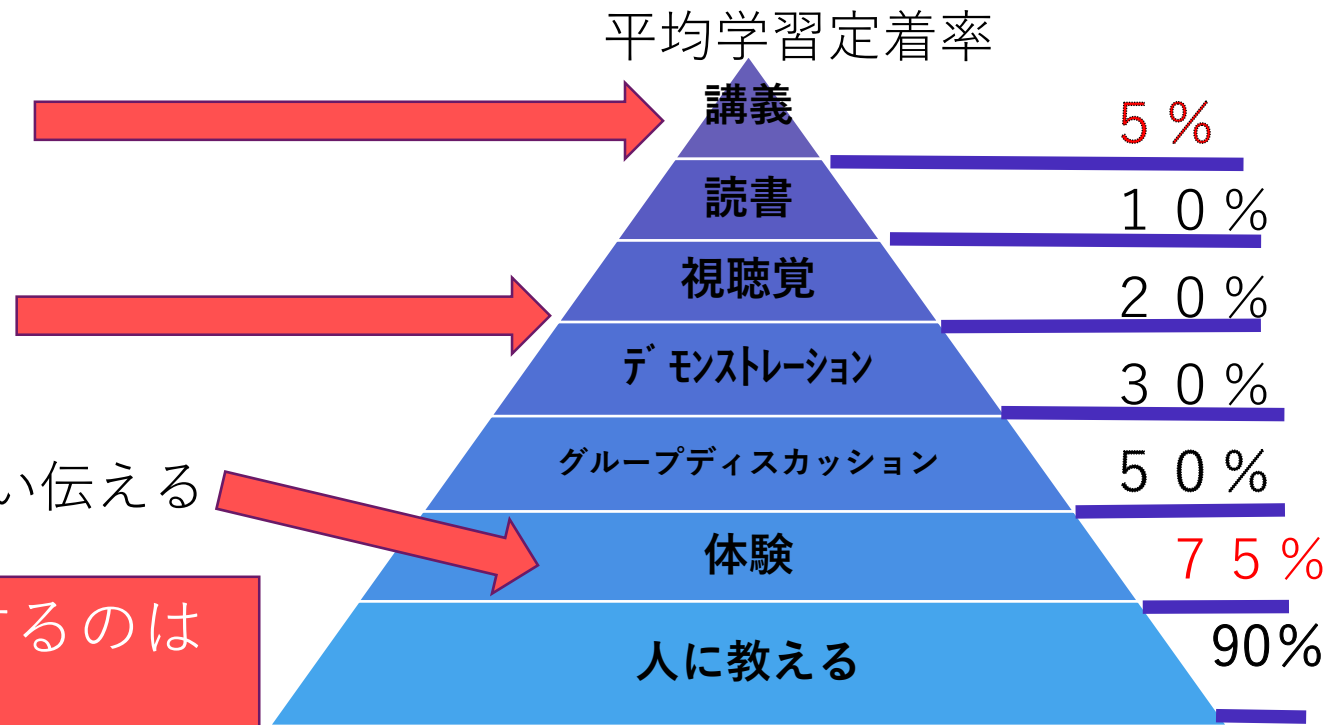 平均学習定着率
講義
5%
読書
10%
視聴覚
20%
デモンストレーション
30%
グループディスカッション
50%
い伝える
体験
75%
するのは
人に教える
90%